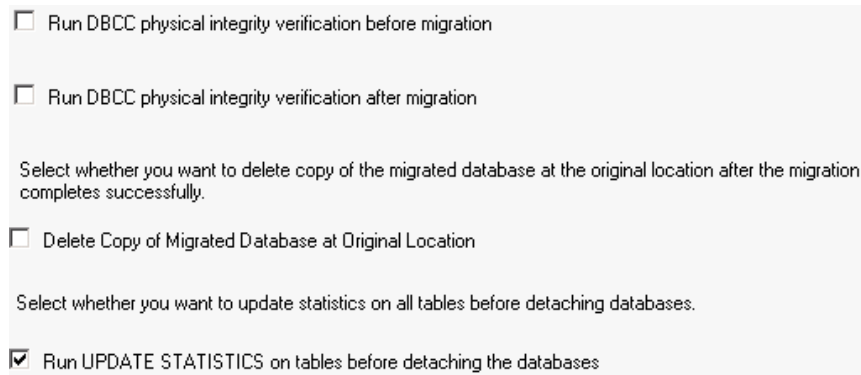 Run DBCC physical integrity verification before migration
Run DBCC physical integrity verification after migration
Select whether you want to delete copy of the migrated database at the original location after the migration
completes successfully.
Delete Copy of Migrated Database at Original Location
Select whether you want to update statistics on all tables before detaching databases.
Run UPDATE STATISTICS on tables before detaching the databases